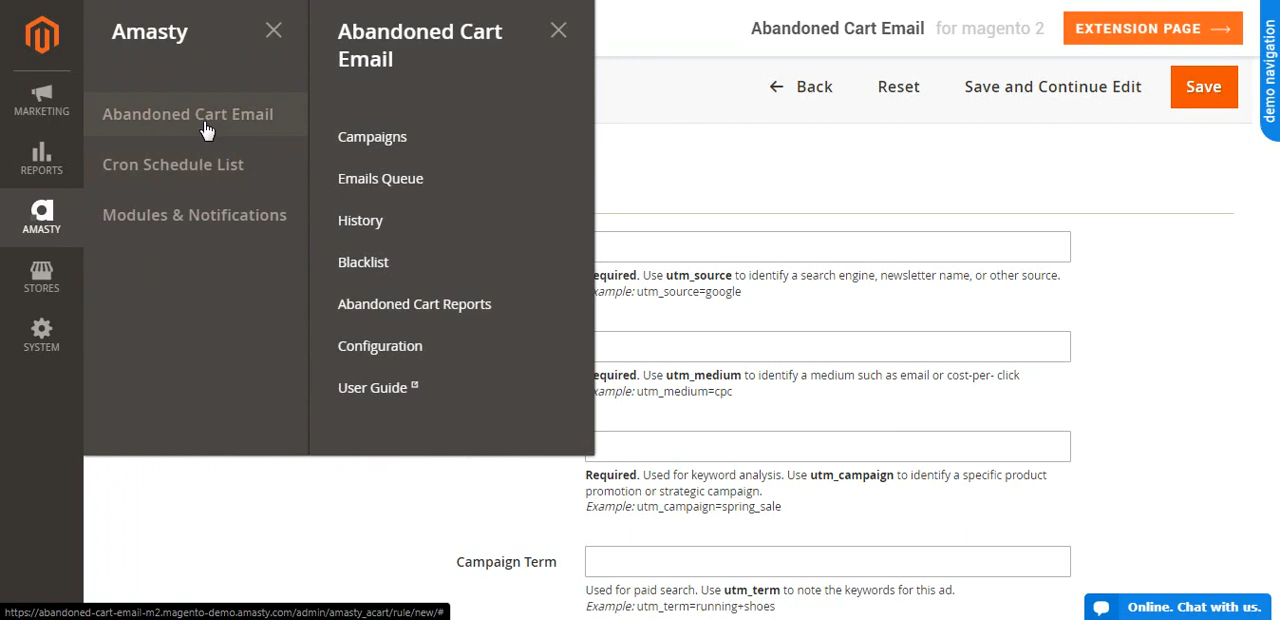 MARKETING
REPORTS
AMASTY
STORES
SYSTEM
Amasty
Abandoned Cart Email
Cron Schedule List
Modules & Notifications
Abandoned Cart
Email
Campaigns
Emails Queue
History
Blacklist
Abandoned Cart Reports
Configuration
User Guide
Abandoned Cart Email for magento 2
EXTENSION PAGE
demo navigation
Back
Reset
Save and Continue Edit
Save
equired. Use utm_source to identify a search engine, newsletter name, or other source.
xample: utm_source=google
equired. Use utm_medium to identify a medium such as email or cost-per- click
xample: utm_medium=cpc
Required. Used for keyword analysis. Use utm_campaign to identify a specific product
promotion or strategic campaign.
Example: utm_campaign=spring_sale
Campaign Term
Used for paid search. Use utm_term to note the keywords for this ad.
Example: utm_term=running+shoes
https://abandoned-cart-email-m2.magento-demo.amasty.com/admin/amasty_acart/rule/new/#
Online. Chat with us.